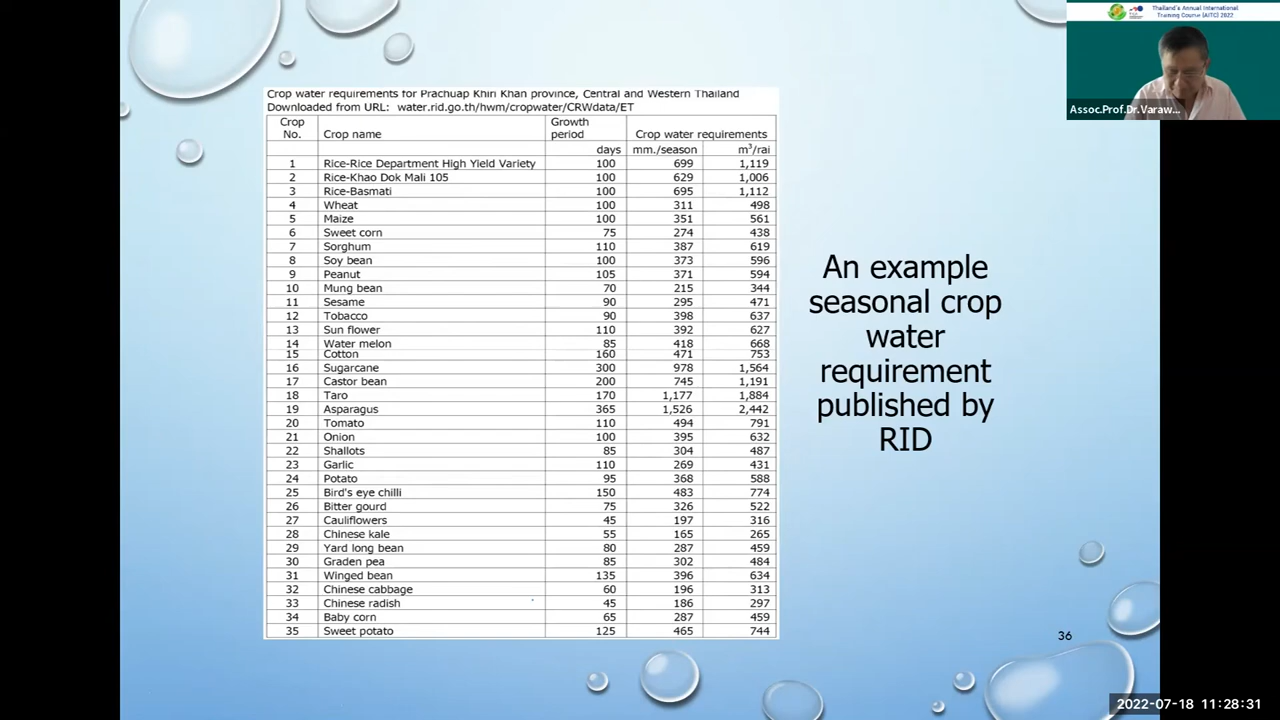 Thailand's Annual International
Training Course (AITC) 2022
Assoc.Prof.Dr.Varaw...
Crop water requirements for Prachuap Khiri Khan province, Central and Western Thailand
Downloaded from URL: water.rid.go.th/hwm/cropwater/CRWdata/ET
Crop No. Crop name Growth period Crop water requirements
days mm./season m³/rai
1 Rice-Rice Department High Yield Variety 100 699 1,119
2 Rice-Khao Dok Mali 105 100 629 1,006
3 Rice-Basmati 100 695 1,112
4 Wheat 100 311 498
5 Maize 100 351 561
6 Sweet corn 75 274 438
7 Sorghum 110 387 619
8 Soy bean 100 373 596
9 Peanut 105 371 594
10 Mung bean 70 215 344
11 Sesame 90 295 471
12 Tobacco 90 398 637
13 Sun flower 110 392 627
14 Water melon 85 418 668
15 Cotton 160 471 753
16 Sugarcane 300 978 1,564
17 Castor bean 200 745 1,191
18 Taro 170 1,177 1,884
19 Asparagus 365 1,526 2,442
20 Tomato 110 494 791
21 Onion 100 395 632
22 Shallots 85 304 487
23 Garlic 110 269 431
24 Potato 95 368 588
25 Bird's eye chilli 150 483 774
26 Bitter gourd 75 326 522
27 Cauliflowers 45 197 316
28 Chinese kale 55 165 265
29 Yard long bean 80 287 459
30 Graden pea 85 302 484
31 Winged bean 135 396 634
32 Chinese cabbage 60 196 313
33 Chinese radish 45 186 297
34 Baby corn 65 287 459
35 Sweet potato 125 465 744
An example
seasonal crop
water
requirement
published by
RID
36
2022-07-18 11:28:31